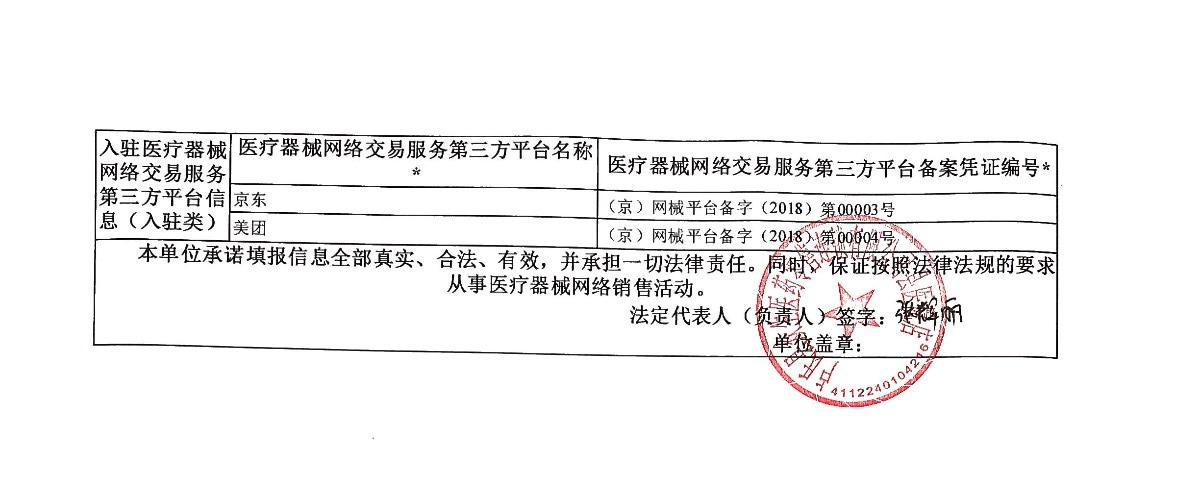 入驻医疗器械
网络交易服务
第三方平台信
息（入驻类）
医疗器械网络交易服务第三方平台名称
*
医疗器械网络交易服务第三方平台备案凭证编号*
京东
（京）网械平台备字（2018）第00003号
美团
（京）网械平台备字（2018）第00004号
本单位承诺填报信息全部真实、合法、有效，并承担一切法律责任。同时，保证按照法律法规的要求
从事医疗器械网络销售活动。
法定代表人（负责人）签字：
单位盖章：
4112240104216